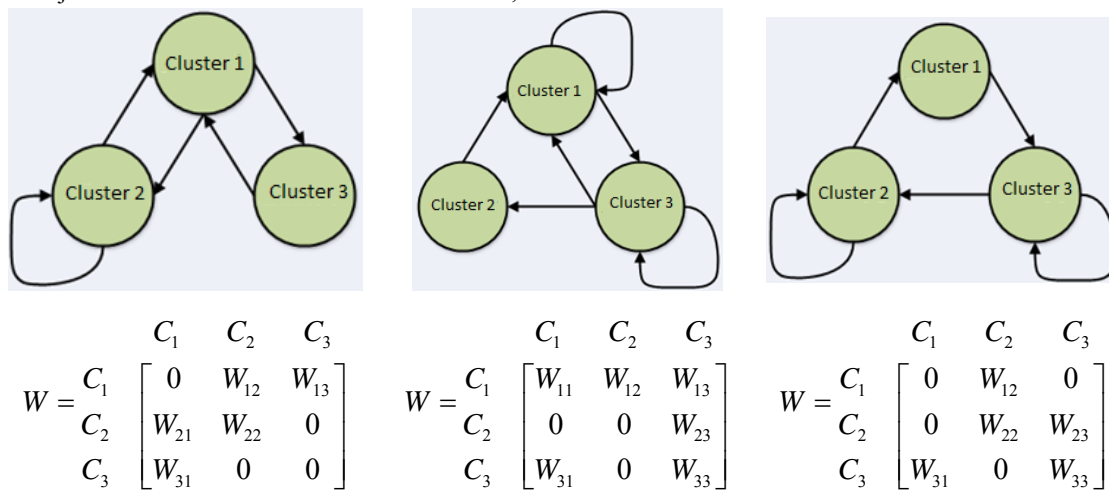 Cluster 1
Cluster 2
Cluster 3
Cluster 1
Cluster 2
Cluster 3
Cluster 1
Cluster 2
Cluster 3
C₁ C₂ C₃
W = C₁ [ 0 W₁₂ W₁₃ ]
C₂ [ W₂₁ W₂₂ 0 ]
C₃ [ W₃₁ 0 0 ]
C₁ C₂ C₃
W = C₁ [ W₁₁ W₁₂ W₁₃ ]
C₂ [ 0 0 W₂₃ ]
C₃ [ W₃₁ 0 W₃₃ ]
C₁ C₂ C₃
W = C₁ [ 0 W₁₂ 0 ]
C₂ [ 0 W₂₂ W₂₃ ]
C₃ [ W₃₁ 0 W₃₃ ]